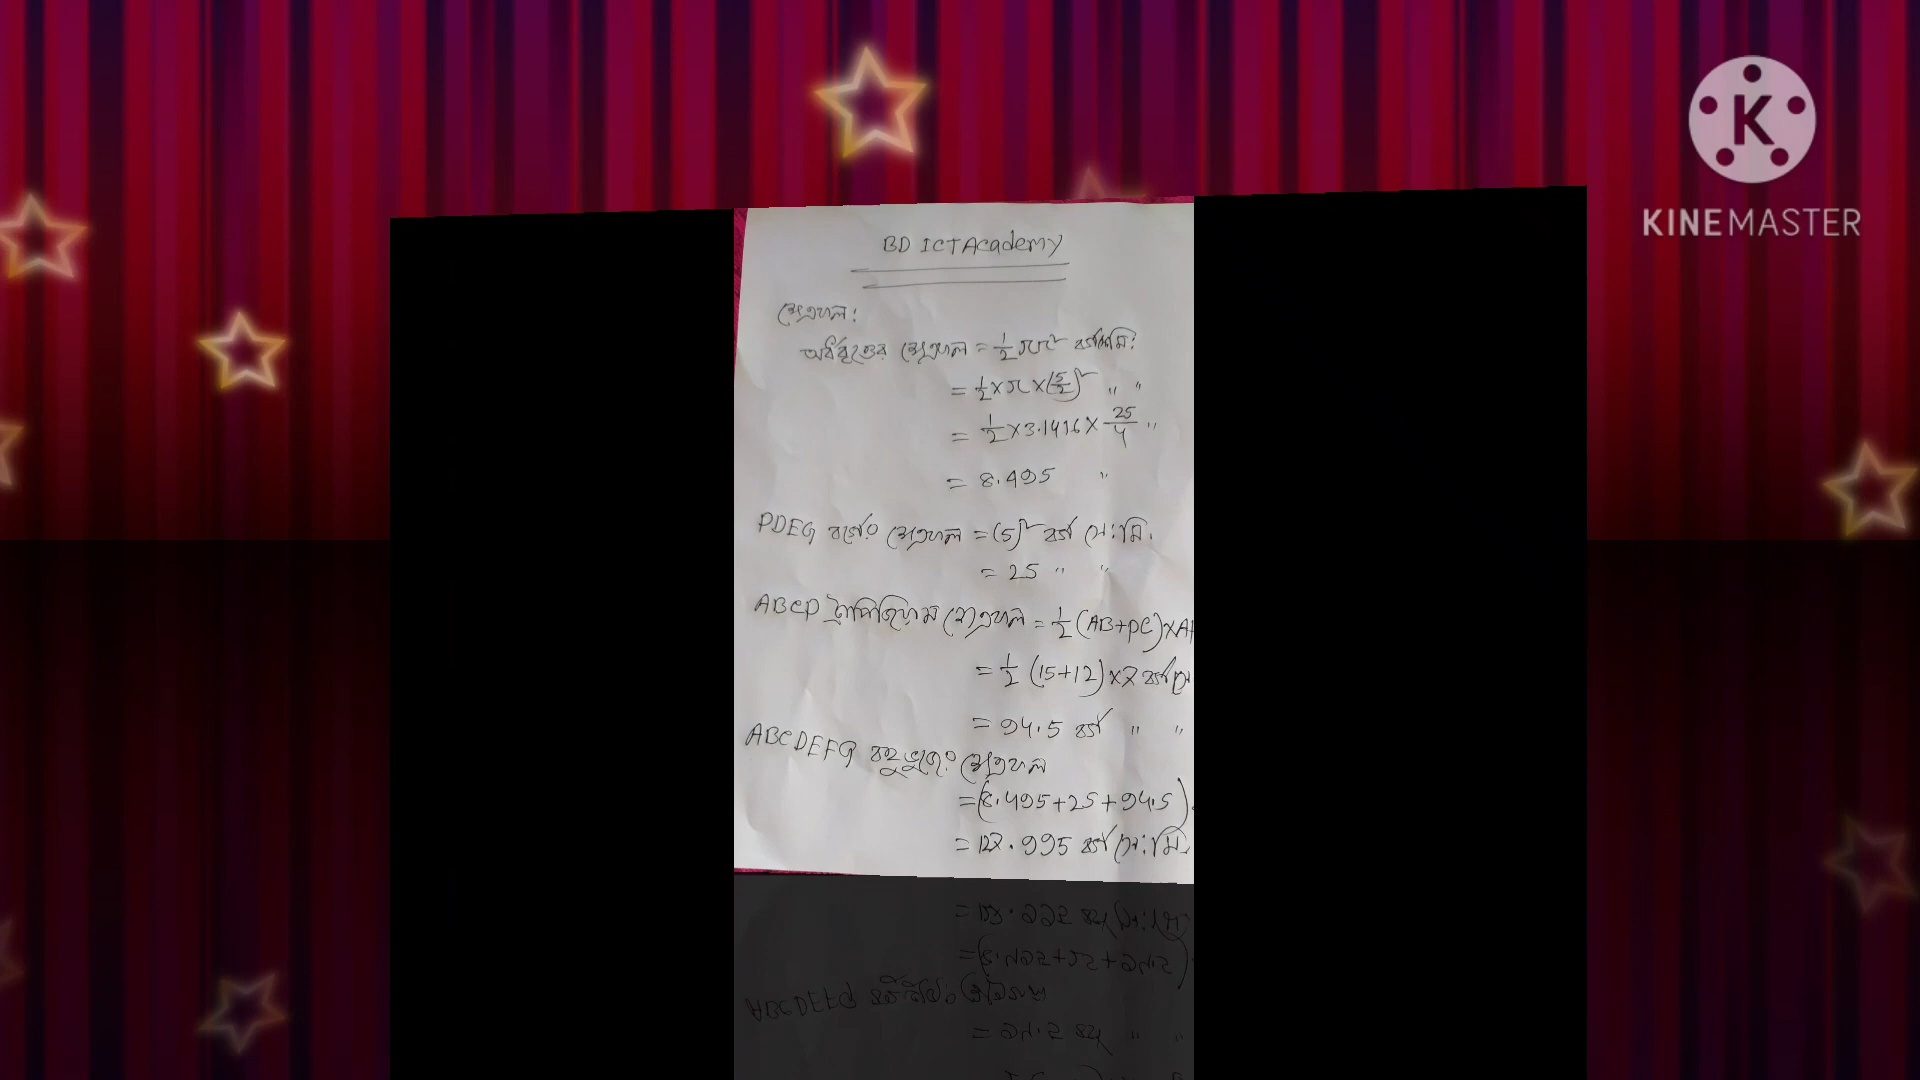 BD ICT Academy
ক্ষেত্রফল:
অর্ধবৃত্তের ক্ষেত্রফল = 1/2 πr² বর্গ সেমি:
= 1/2 × π × (5/2)² " "
= 1/2 × 3.1416 × 25/4 "
= 8.495 "
PDEG বর্গের ক্ষেত্রফল = (5)² বর্গ সে:মি.
= 25 " "
ABCD ট্রাপিজিয়াম ক্ষেত্রফল = 1/2 (AB+DC)×A
= 1/2 (15+12)×7 বর্গ
= 94.5 বর্গ " "
ABCDEFG বহুভুজের ক্ষেত্রফল
= (8.495+25+94.5)
= 127.995 বর্গ সে:মি.
K
KINEMASTER